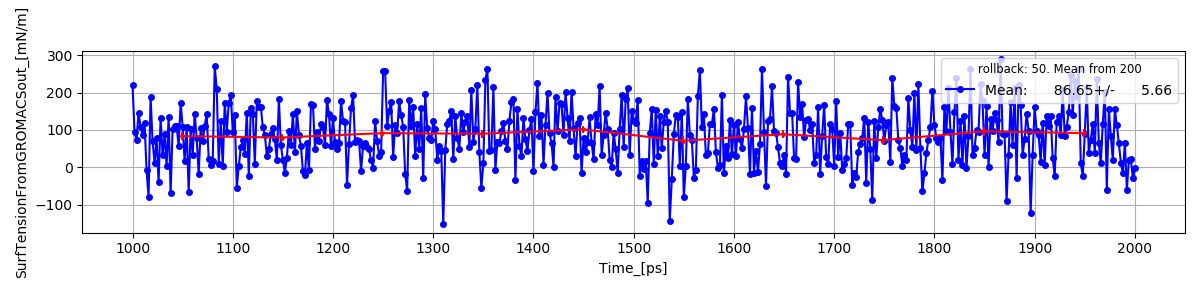 SurfTensionFromGROMACSout_[mN/m]
300
200
100
0
−100
rollback: 50. Mean from 200
Mean: 86.65+/- 5.66
1000 1100 1200 1300 1400 1500 1600 1700 1800 1900 2000
Time_[ps]